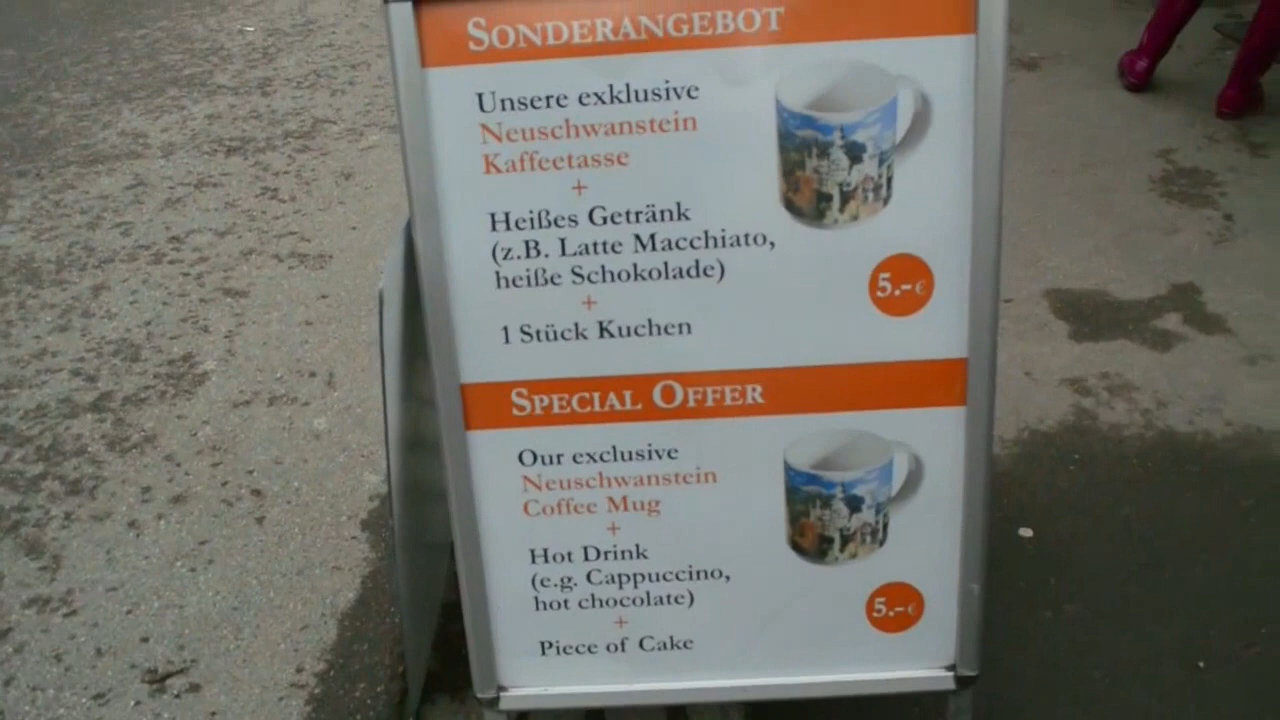 SONDERANGEBOT
Unsere exklusive
Neuschwanstein
Kaffeetasse
+
Heißes Getränk
(z.B. Latte Macchiato,
heiße Schokolade)
+
1 Stück Kuchen
5.-€
SPECIAL OFFER
Our exclusive
Neuschwanstein
Coffee Mug
+
Hot Drink
(e.g. Cappuccino,
hot chocolate)
+
Piece of Cake
5.-€